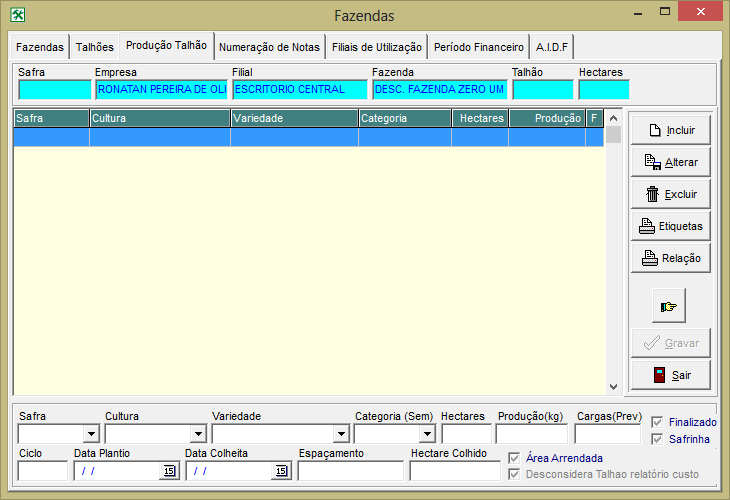 Fazendas
Fazendas Talhões Produção Talhão Numeração de Notas Filiais de Utilização Período Financeiro A.I.D.F
Safra Empresa Filial Fazenda Talhão Hectares
RONATAN PEREIRA DE OLI ESCRITORIO CENTRAL DESC. FAZENDA ZERO UM
Safra Cultura Variedade Categoria Hectares Produção F
Incluir
Alterar
Excluir
Etiquetas
Relação
Gravar
Sair
Safra Cultura Variedade Categoria (Sem) Hectares Produção(kg) Cargas(Prev)
Finalizado
Safrinha
Ciclo Data Plantio Data Colheita Espaçamento Hectare Colhido
/ / 15 / / 15
Área Arrendada
Desconsidera Talhao relatório custo